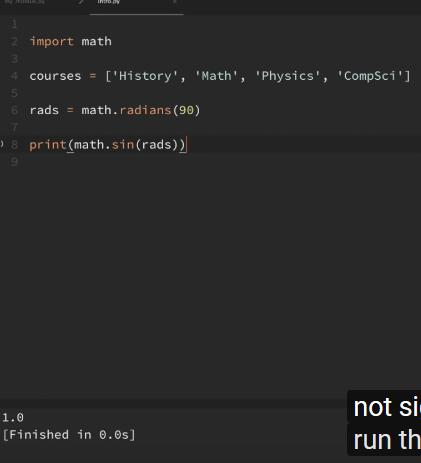 my_module.py intro.py
1
2 import math
3
4 courses = ['History', 'Math', 'Physics', 'CompSci']
5
6 rads = math.radians(90)
7
8 print(math.sin(rads))
9
1.0
[Finished in 0.0s]
not si
run th